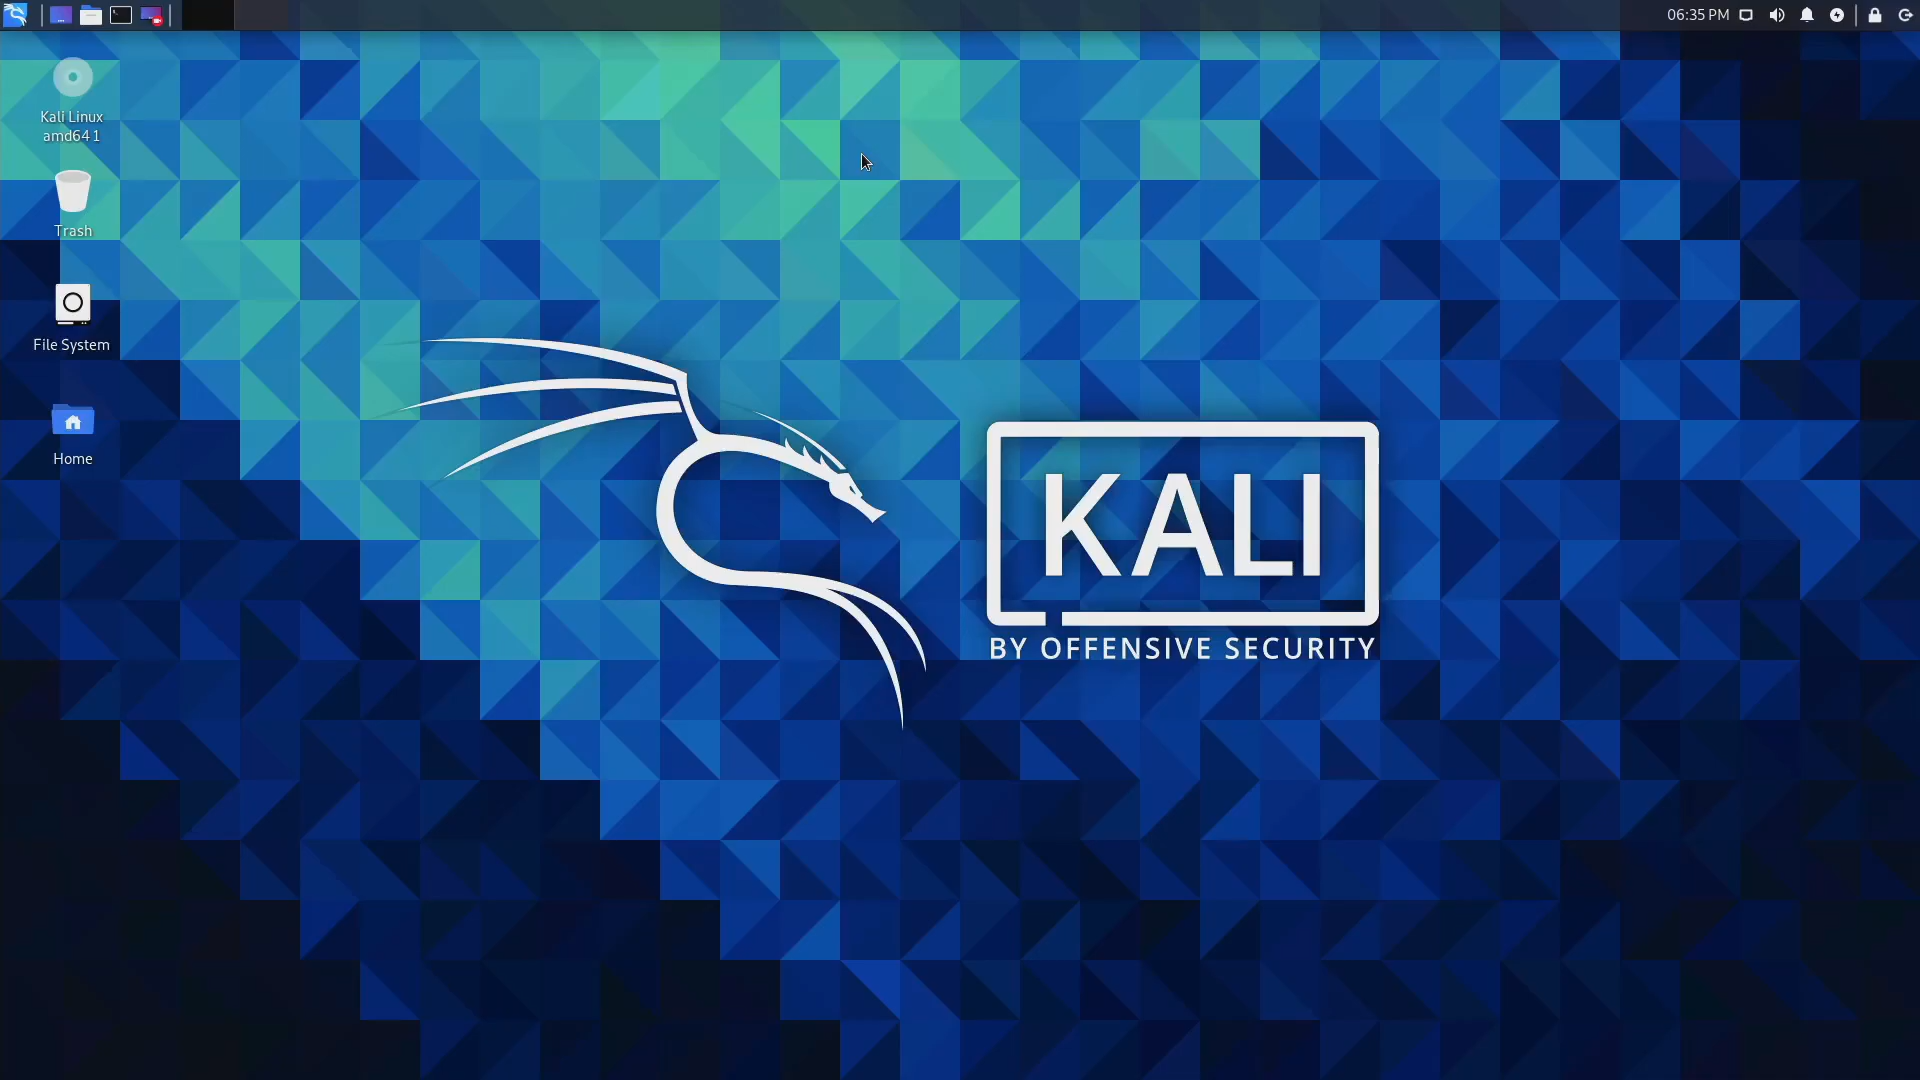 06:35 PM
Kali Linux
amd64 1
Trash
File System
Home
KALI
BY OFFENSIVE SECURITY